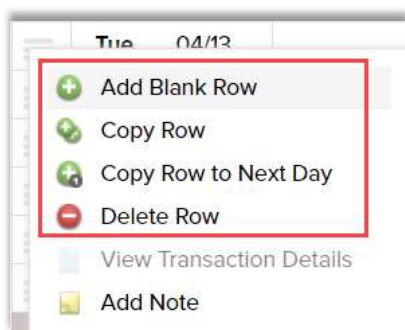 Tue 04/13
Add Blank Row
Copy Row
Copy Row to Next Day
Delete Row
View Transaction Details
Add Note